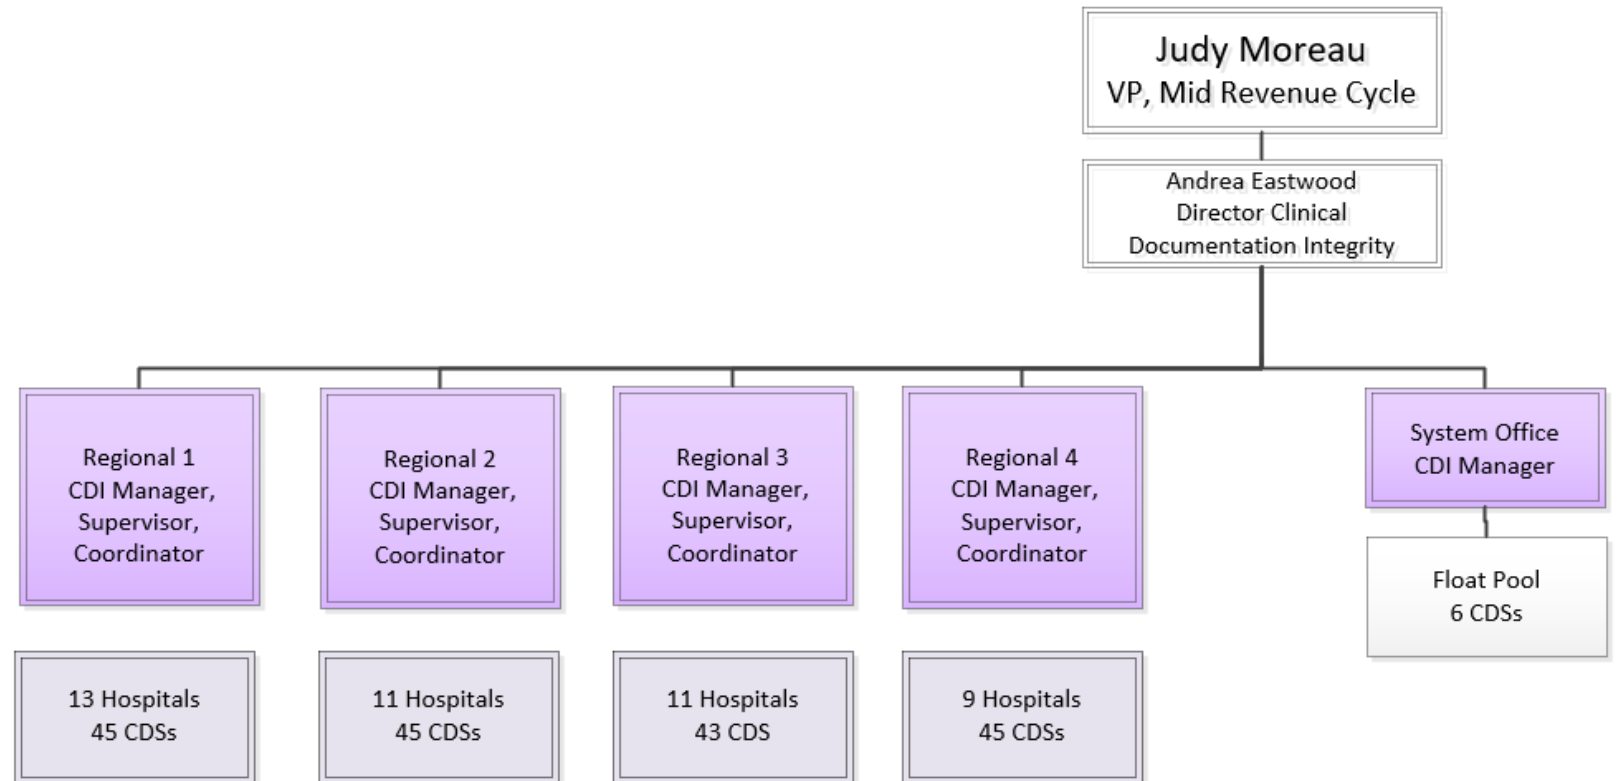 Judy Moreau
VP, Mid Revenue Cycle
Andrea Eastwood
Director Clinical
Documentation Integrity
Regional 1
CDI Manager,
Supervisor,
Coordinator
Regional 2
CDI Manager,
Supervisor,
Coordinator
Regional 3
CDI Manager,
Supervisor,
Coordinator
Regional 4
CDI Manager,
Supervisor,
Coordinator
System Office
CDI Manager
Float Pool
6 CDSs
13 Hospitals
45 CDSs
11 Hospitals
45 CDSs
11 Hospitals
43 CDS
9 Hospitals
45 CDSs